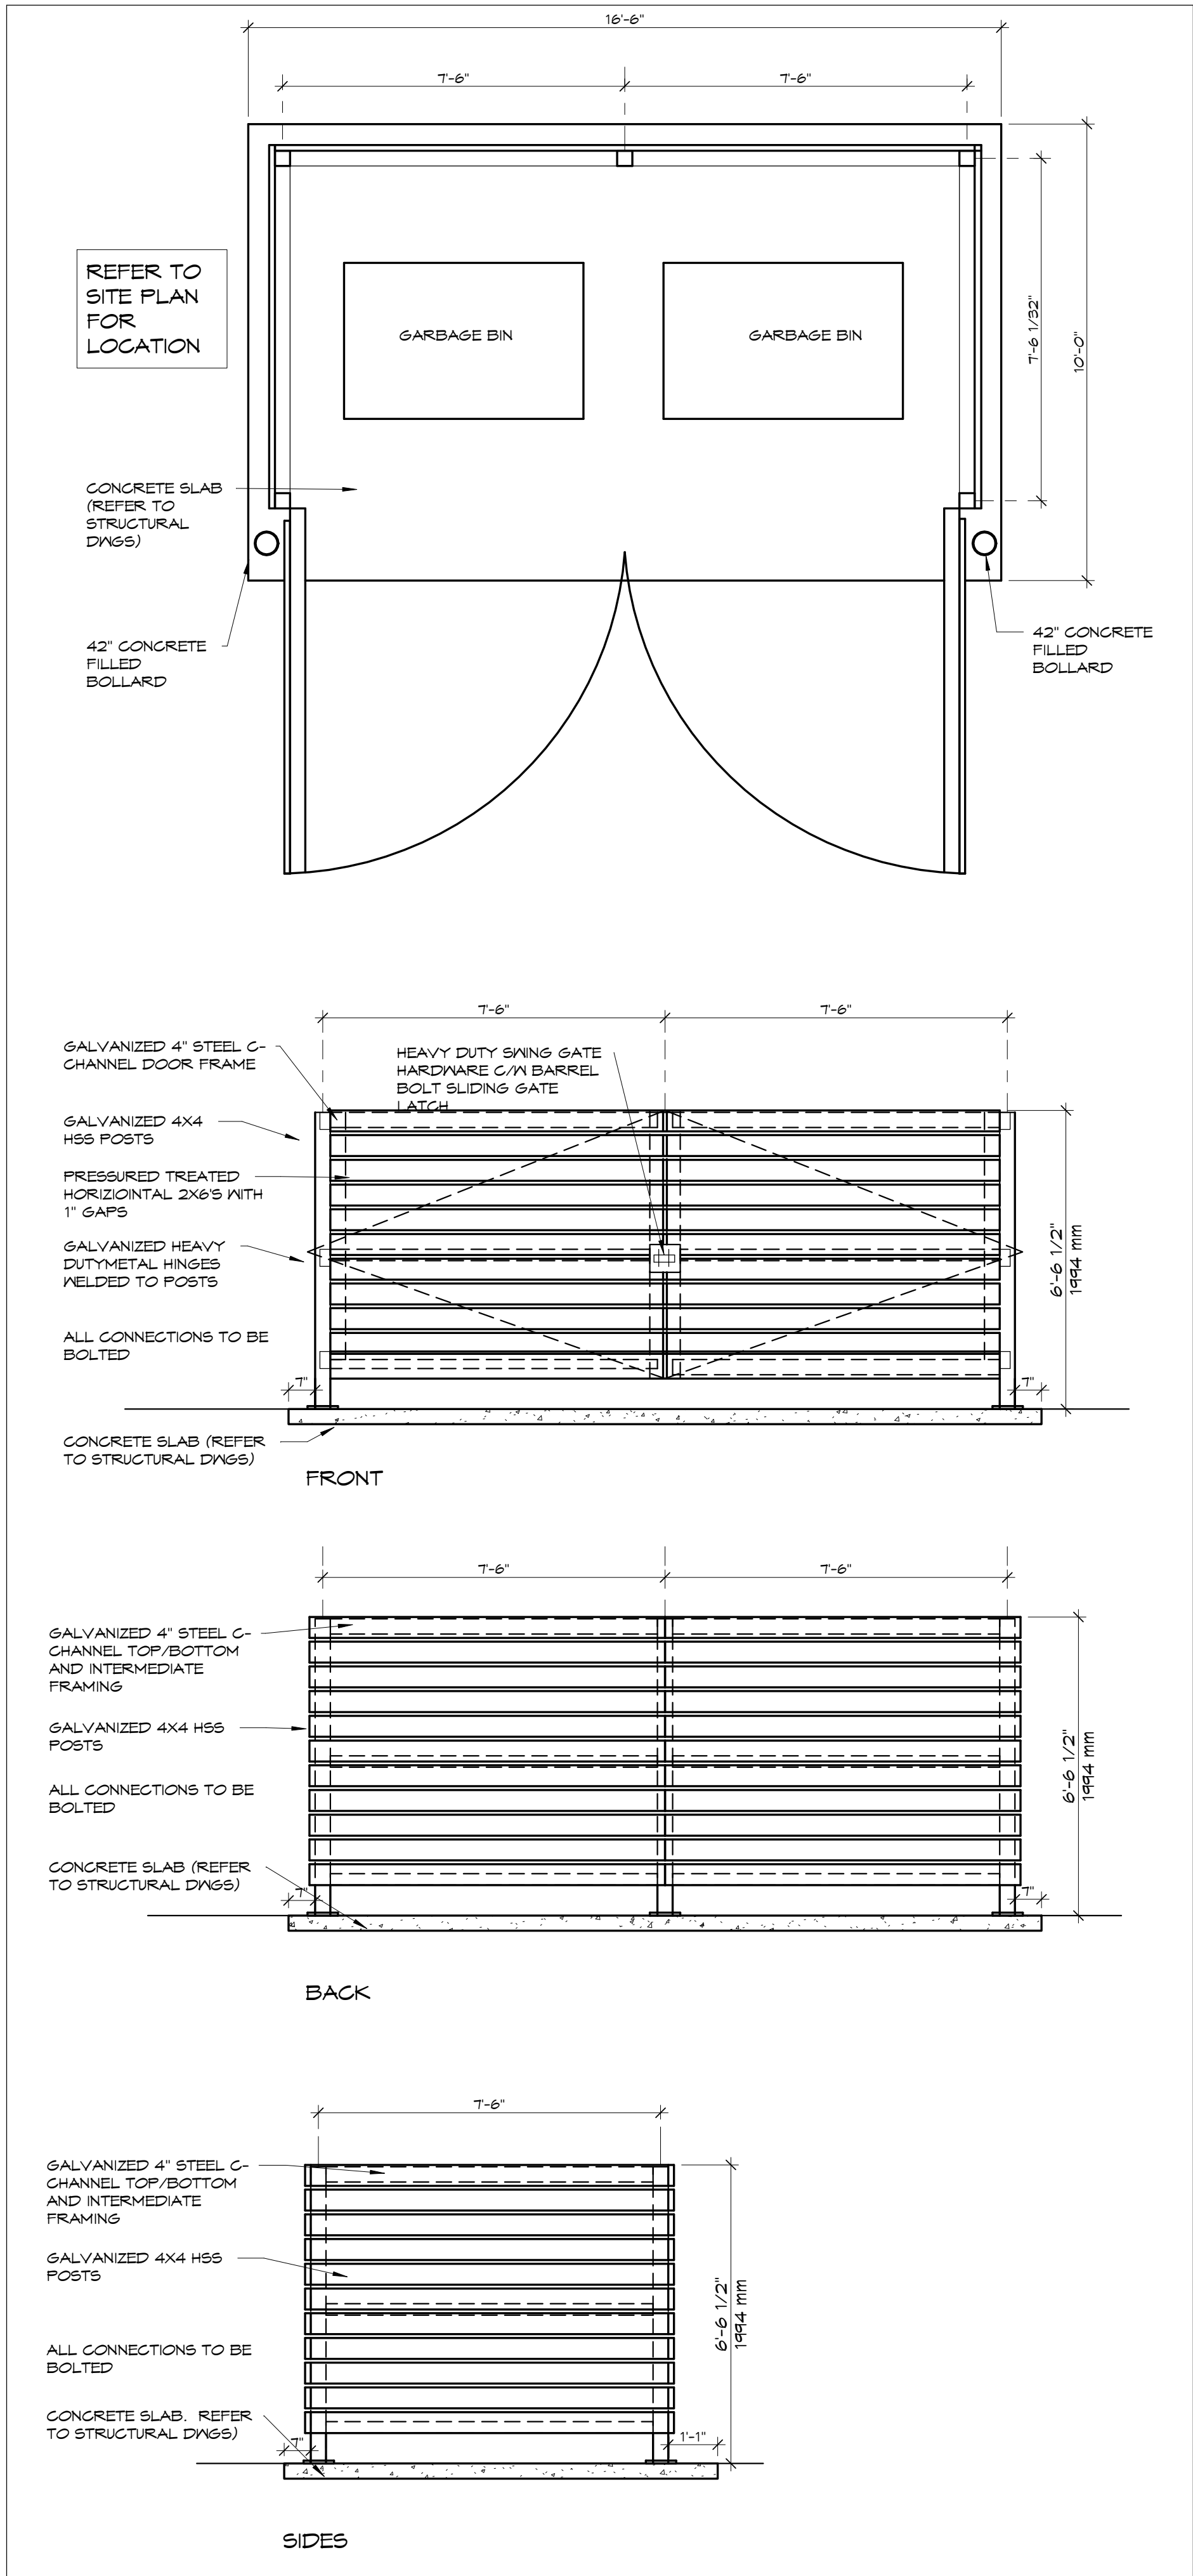 16'-6"
7'-6"
7'-6"
REFER TO
SITE PLAN
FOR
LOCATION
GARBAGE BIN
GARBAGE BIN
7'-6 1/32"
10'-0"
CONCRETE SLAB
(REFER TO
STRUCTURAL
DWGS)
42" CONCRETE
FILLED
BOLLARD
42" CONCRETE
FILLED
BOLLARD
7'-6"
7'-6"
GALVANIZED 4" STEEL C-
CHANNEL DOOR FRAME
HEAVY DUTY SWING GATE
HARDWARE C/W BARREL
BOLT SLIDING GATE
LATCH
GALVANIZED 4X4
HSS POSTS
PRESSURED TREATED
HORIZIOINTAL 2X6'S WITH
1" GAPS
GALVANIZED HEAVY
DUTYMETAL HINGES
WELDED TO POSTS
6'-6 1/2"
1994 mm
ALL CONNECTIONS TO BE
BOLTED
7"
7"
CONCRETE SLAB (REFER
TO STRUCTURAL DWGS)
FRONT
7'-6"
7'-6"
GALVANIZED 4" STEEL C-
CHANNEL TOP/BOTTOM
AND INTERMEDIATE
FRAMING
GALVANIZED 4X4 HSS
POSTS
6'-6 1/2"
1994 mm
ALL CONNECTIONS TO BE
BOLTED
CONCRETE SLAB (REFER
TO STRUCTURAL DWGS)
7"
7"
BACK
7'-6"
GALVANIZED 4" STEEL C-
CHANNEL TOP/BOTTOM
AND INTERMEDIATE
FRAMING
GALVANIZED 4X4 HSS
POSTS
6'-6 1/2"
1994 mm
ALL CONNECTIONS TO BE
BOLTED
CONCRETE SLAB. REFER
TO STRUCTURAL DWGS)
7"
1'-1"
SIDES